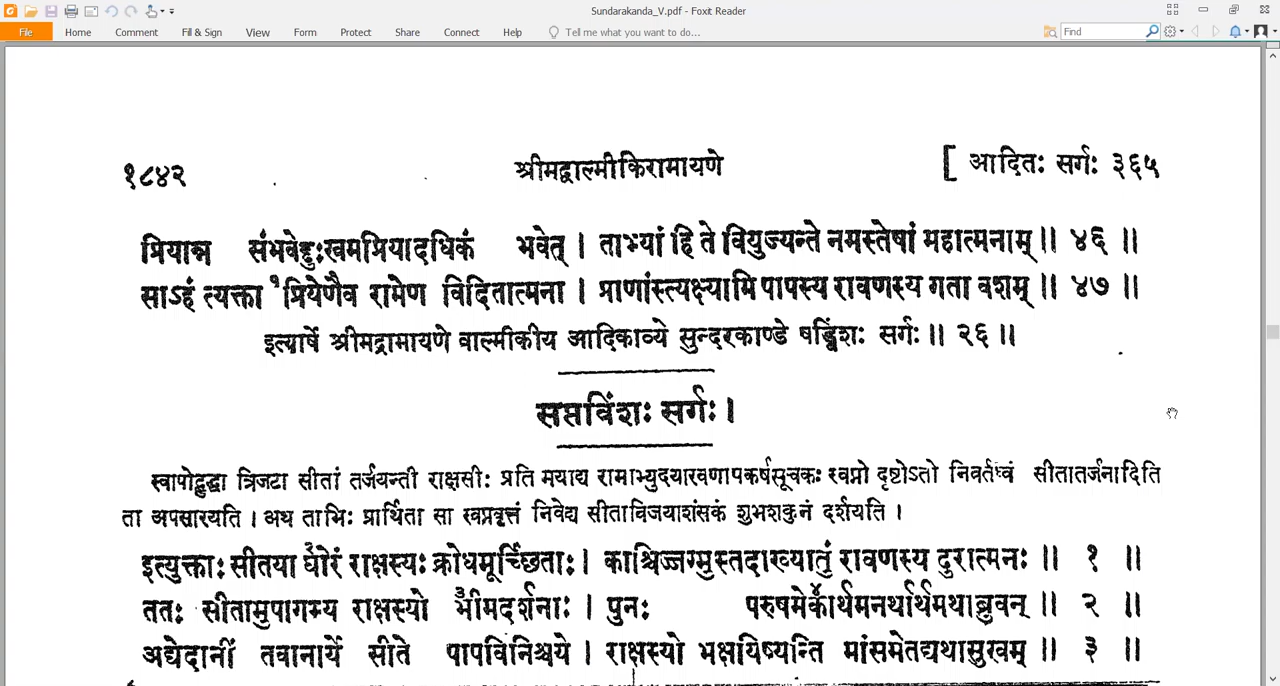 Sundarakanda_V.pdf - Foxit Reader
File Home Comment Fill & Sign View Form Protect Share Connect Help Tell me what you want to do... Find
१८४२ श्रीमद्वाल्मीकिरामायणे [ आदितः सर्गः ३६५
प्रियान्न संभवेद्दुःखमप्रियादधिकं भवेत् । ताभ्यां हि ते वियुज्यन्ते नमस्तेषां महात्मनाम् ॥ ४६ ॥
साऽहं त्यक्ता १प्रियेणैव रामेण विदितात्मना । प्राणांस्त्यक्ष्यामि पापस्य रावणस्य गता वशम् ॥ ४७ ॥
इत्यार्षे श्रीमद्रामायणे वाल्मीकीय आदिकाव्ये सुन्दरकाण्डे षड्विंशः सर्गः ॥ २६ ॥
सप्तविंशः सर्गः ।
स्वापोद्बुद्धा त्रिजटा सीतां तर्जयन्ती राक्षसीः प्रति मयाद्य रामाभ्युदयारवणापकर्षसूचकः स्वप्नो दृष्टोऽतो निवर्तध्वं सीतातर्जनादिति
ता अपसारयति । अथ ताभिः प्रार्थिता सा स्वप्नवृत्तं निवेद्य सीताविजयाशंसकं शुभशकुनं दर्शयति ।
इत्युक्ताः सीतया घोरं राक्षस्यः क्रोधमूर्च्छिताः । काश्चिज्जग्मुस्तदाख्यातुं रावणस्य दुरात्मनः ॥ १ ॥
ततः सीतामुपागम्य राक्षस्यो भीमदर्शनाः । पुनः परुषमेकार्थमनर्थार्थमथाब्रुवन् ॥ २ ॥
अद्येदानीं तवानार्ये सीते पापविनिश्चये । राक्षस्यो भक्षयिष्यन्ति मांसमेतद्यथासुखम् ॥ ३ ॥